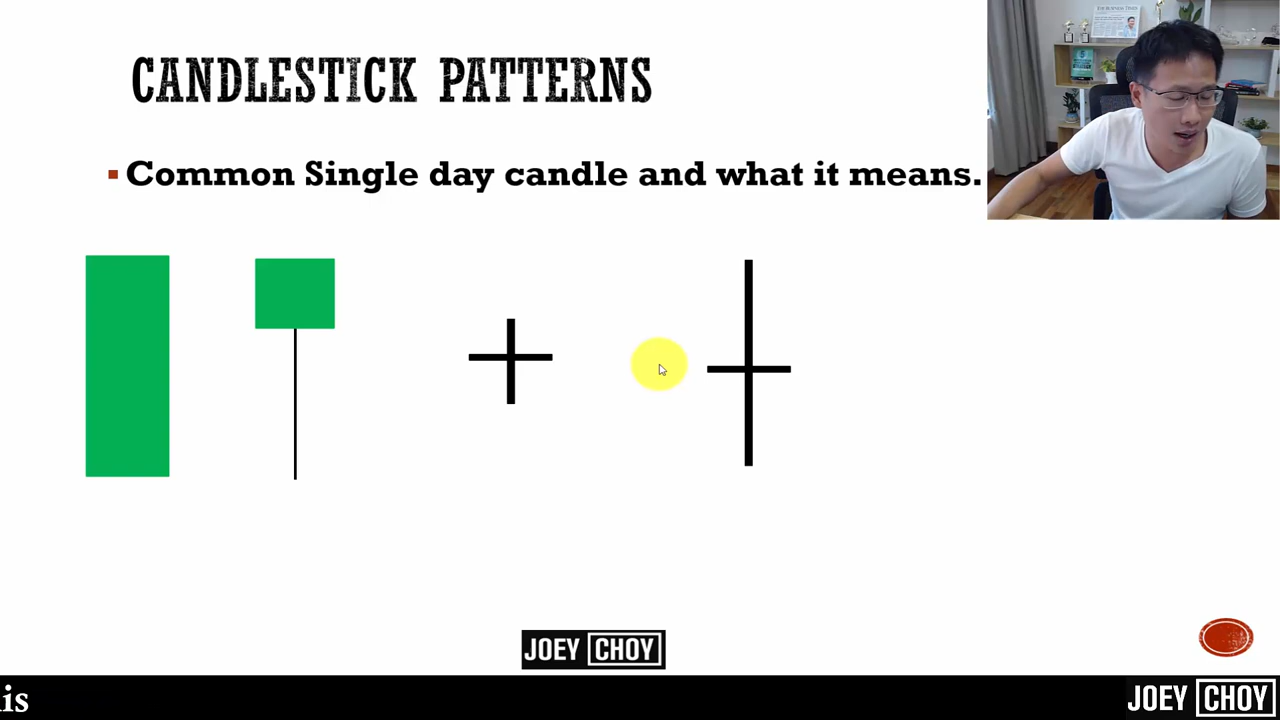 CANDLESTICK PATTERNS
Common Single day candle and what it means.
JOEY CHOY
is
JOEY CHOY